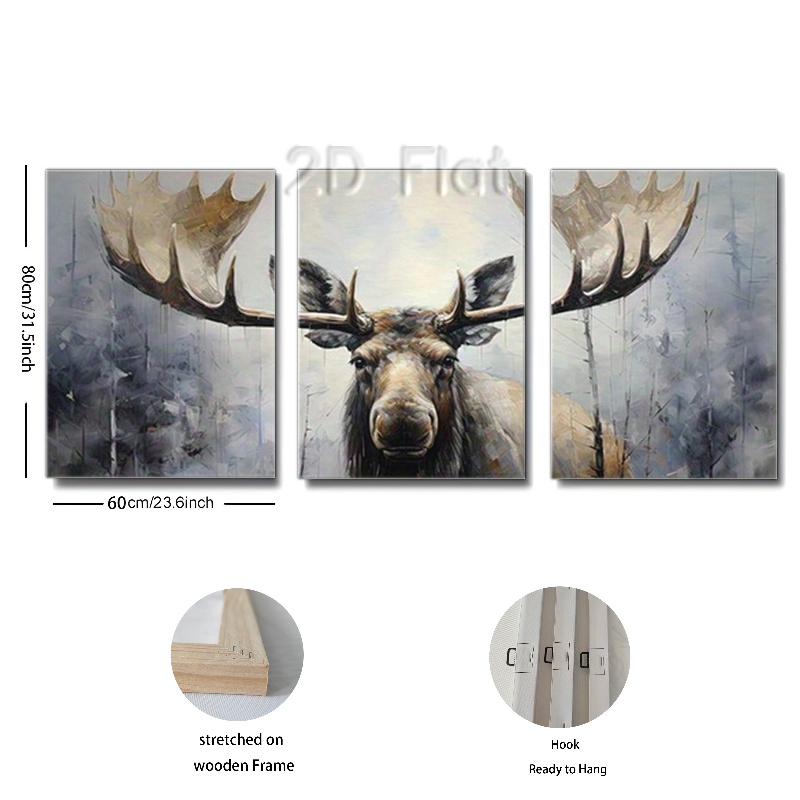 2D Flat
80cm/31.5inch
60cm/23.6inch
stretched on
wooden Frame
Hook
Ready to Hang